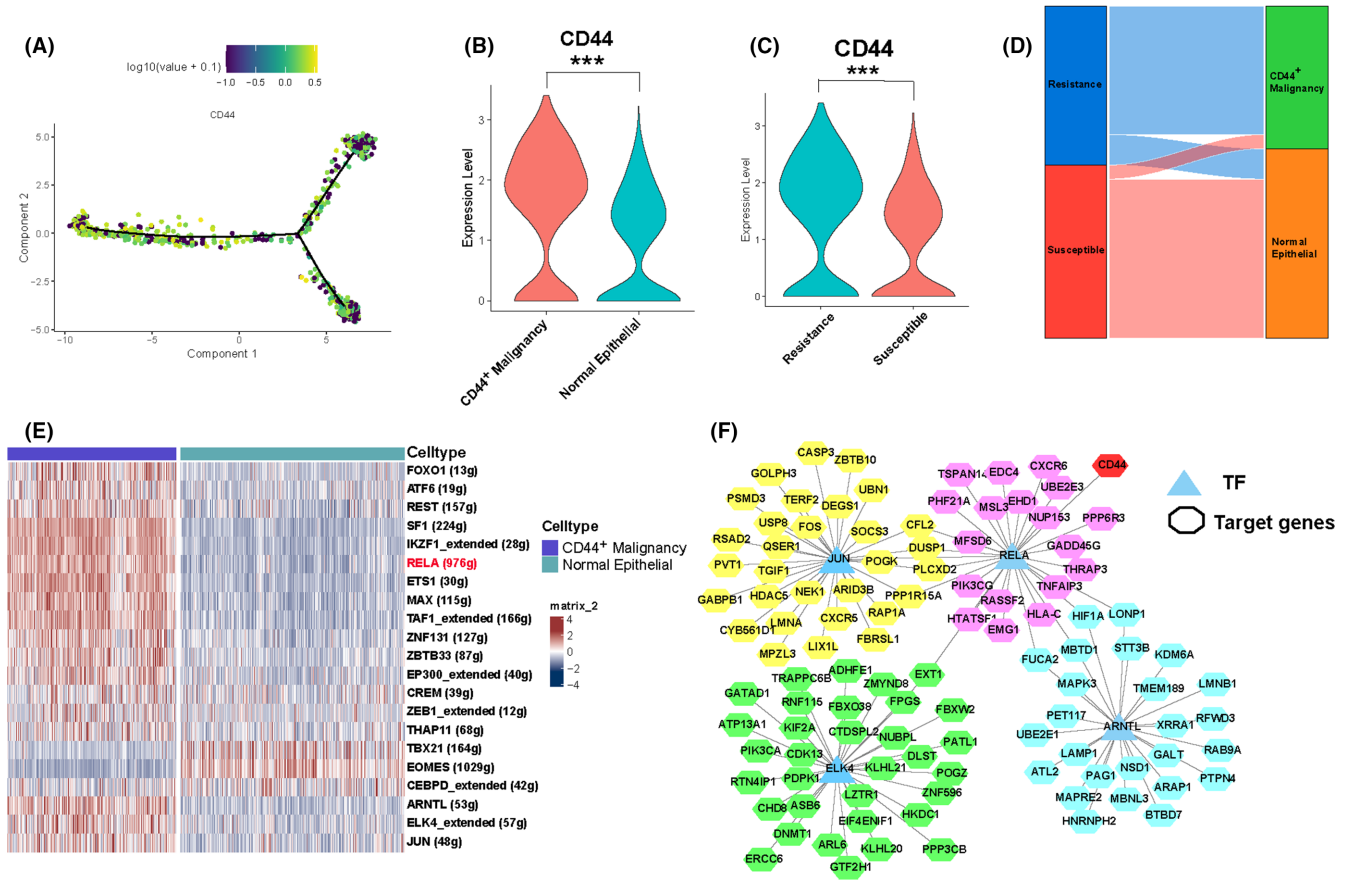 (A)
log10(value + 0.1)
−1.0 −0.5 0.0 0.5
CD44
Component 2
5.0
2.5
0.0
−2.5
−5.0
−10 −5 0 5
Component 1
(B)
CD44
***
Expression Level
3
2
1
0
CD44+ Malignancy
Normal Epithelial
(C)
CD44
***
Expression Level
3
2
1
0
Resistance
Susceptible
(D)
Resistance
Susceptible
CD44+
Malignancy
Normal
Epithelial
(E)
Celltype
FOXO1 (13g)
ATF6 (19g)
REST (157g)
SF1 (224g)
IKZF1_extended (28g)
RELA (976g)
ETS1 (30g)
MAX (115g)
TAF1_extended (166g)
ZNF131 (127g)
ZBTB33 (87g)
EP300_extended (40g)
CREM (39g)
ZEB1_extended (12g)
THAP11 (68g)
TBX21 (164g)
EOMES (1029g)
CEBPD_extended (42g)
ARNTL (53g)
ELK4_extended (57g)
JUN (48g)
Celltype
CD44+ Malignancy
Normal Epithelial
matrix_2
4
2
0
−2
−4
(F)
CASP3
ZBTB10
GOLPH3
UBN1
PSMD3
TERF2
DEGS1
USP8
FOS
SOCS3
CFL2
RSAD2
QSER1
DUSP1
JUN
POGK
PLCXD2
PVT1
TGIF1
NEK1
ARID3B
PPP1R15A
GABPB1
HDAC5
RAP1A
CYB561D1
LMNA
CXCR5
FBRSL1
MPZL3
LIX1L
TSPAN14
EDC4
CXCR6
CD44
UBE2E3
PHF21A
MSL3
EHD1
NUP153
PPP6R3
MFSD6
RELA
GADD45G
THRAP3
PIK3CG
TNFAIP3
RASSF2
HTATSF1
HLA-C
EMG1
TF
Target genes
HIF1A
LONP1
FUCA2
MBTD1
STT3B
KDM6A
MAPK3
TMEM189
LMNB1
PET117
ARNTL
XRRA1
RFWD3
UBE2E1
LAMP1
GALT
RAB9A
ATL2
PAG1
NSD1
PTPN4
MAPRE2
MBNL3
ARAP1
HNRNPH2
BTBD7
TRAPPC6B
ADHFE1
ZMYND8
EXT1
GATAD1
RNF115
FBXO38
FPGS
FBXW2
ATP13A1
KIF2A
CTDSPL2
NUBPL
PATL1
PIK3CA
CDK13
DLST
RTN4IP1
PDPK1
ELK4
KLHL21
POGZ
CHD8
ASB6
LZTR1
ZNF596
DNMT1
EIF4ENIF1
HKDC1
ERCC6
ARL6
KLHL20
PPP3CB
GTF2H1